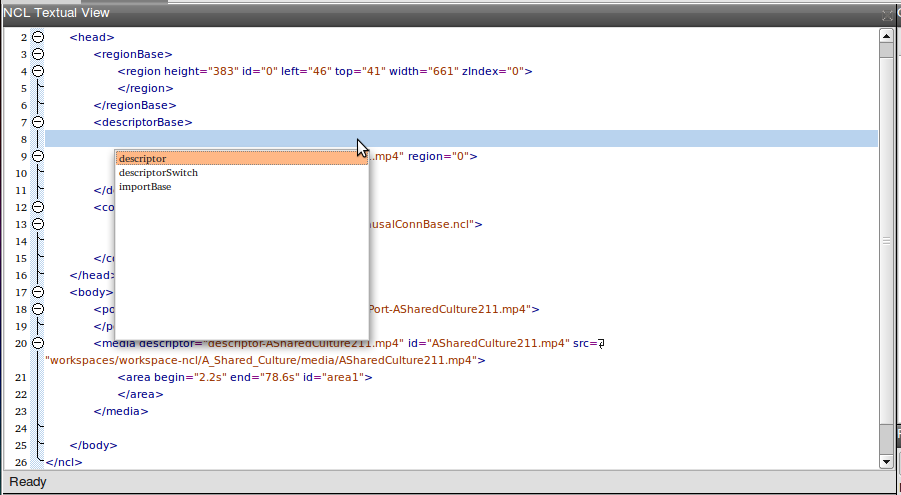 NCL Textual View
2 <head>
3 <regionBase>
4 <region height="383" id="0" left="46" top="41" width="661" zIndex="0">
5 </region>
6 </regionBase>
7 <descriptorBase>
8
descriptor
descriptorSwitch
importBase
9 .mp4" region="0">
10
11 </d
12 <co
13 usalConnBase.ncl">
14
15 </c
16 </head>
17 <body>
18 <po Port-ASharedCulture211.mp4">
19 </p
20 <media descriptor="descriptor-ASharedCulture211.mp4" id="ASharedCulture211.mp4" src=
"workspaces/workspace-ncl/A_Shared_Culture/media/ASharedCulture211.mp4">
21 <area begin="2.2s" end="78.6s" id="area1">
22 </area>
23 </media>
24
25 </body>
26 </ncl>
Ready